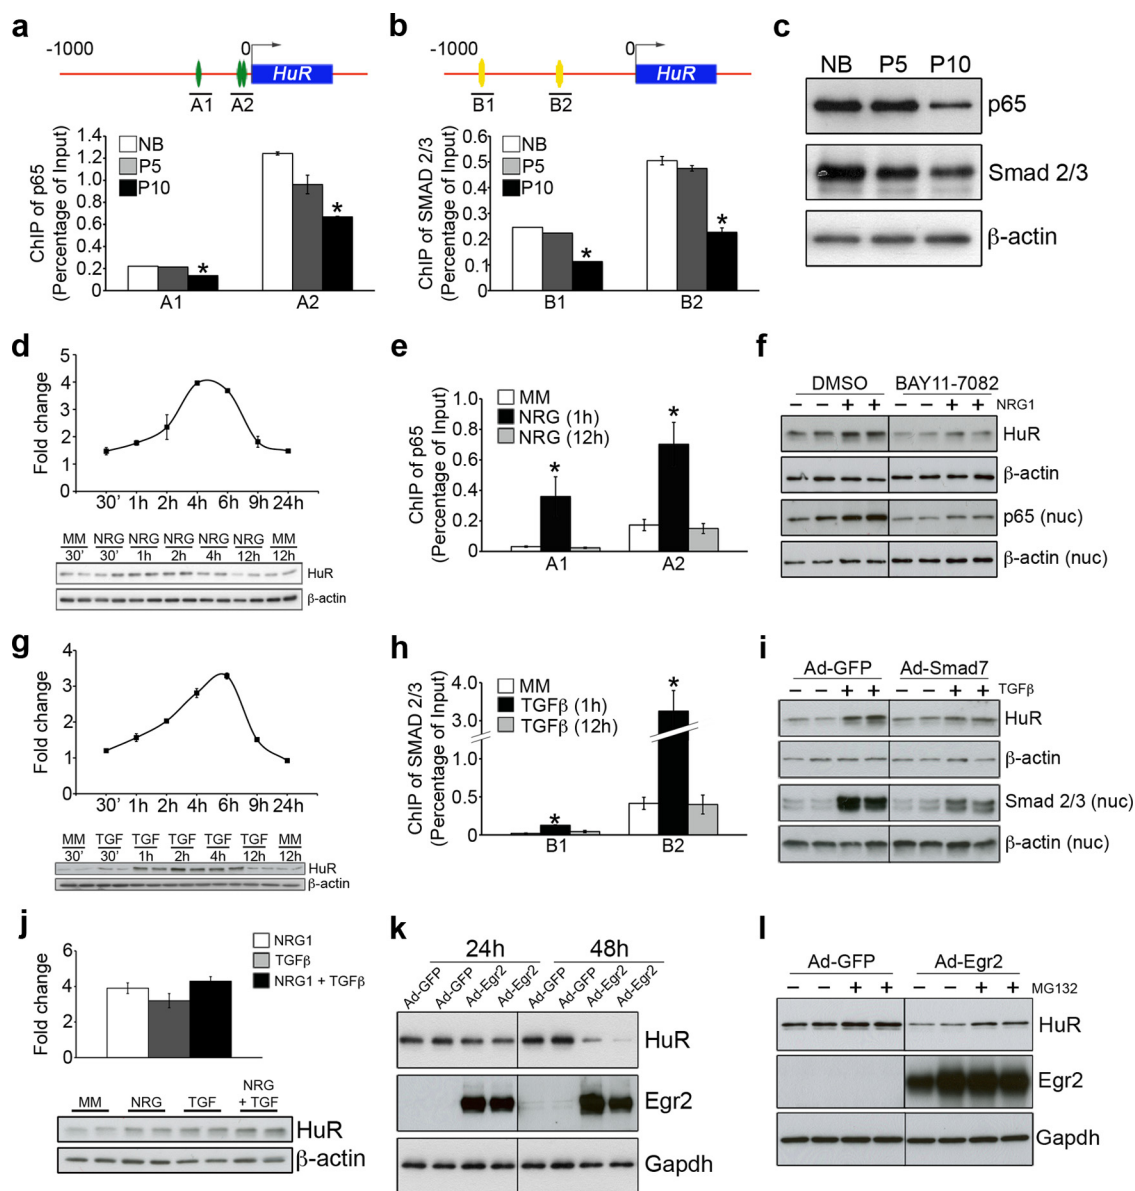 a
-1000
0
HuR
A1
A2
ChIP of p65
(Percentage of Input)
1.4
1.2
1.0
0.8
0.6
0.4
0.2
0
NB
P5
P10
*
*
A1
A2
b
-1000
0
HuR
B1
B2
ChIP of SMAD 2/3
(Percentage of Input)
0.6
0.5
0.4
0.3
0.2
0.1
0
NB
P5
P10
*
*
B1
B2
c
NB P5 P10
p65
Smad 2/3
β-actin
d
Fold change
5
4
3
2
1
0
30' 1h 2h 4h 6h 9h 24h
MM NRG NRG NRG NRG NRG MM
30' 30' 1h 2h 4h 12h 12h
HuR
β-actin
e
ChIP of p65
(Percentage of Input)
1.0
0.8
0.6
0.4
0.2
0
MM
NRG (1h)
NRG (12h)
*
*
A1
A2
f
DMSO BAY11-7082
− − + + − − + + NRG1
HuR
β-actin
p65 (nuc)
β-actin (nuc)
g
Fold change
4
3
2
1
0
30' 1h 2h 4h 6h 9h 24h
MM TGF TGF TGF TGF TGF MM
30' 30' 1h 2h 4h 12h 12h
HuR
β-actin
h
ChIP of SMAD 2/3
(Percentage of Input)
4.0
3.0
1.0
0.5
0
MM
TGFβ (1h)
TGFβ (12h)
*
*
B1
B2
i
Ad-GFP Ad-Smad7
− − + + − − + + TGFβ
HuR
β-actin
Smad 2/3 (nuc)
β-actin (nuc)
j
Fold change
6
4
2
0
NRG1
TGFβ
NRG1 + TGFβ
MM NRG TGF NRG
+ TGF
HuR
β-actin
k
24h 48h
Ad-GFP Ad-GFP Ad-Egr2 Ad-Egr2 Ad-GFP Ad-GFP Ad-Egr2 Ad-Egr2
HuR
Egr2
Gapdh
l
Ad-GFP Ad-Egr2
− − + + − − + + MG132
HuR
Egr2
Gapdh